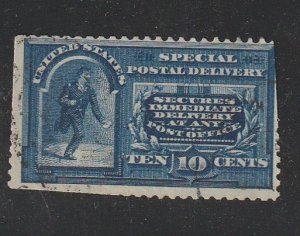 UNITED STATES
SPECIAL
POSTAL DELIVERY
SECURES
IMMEDIATE
DELIVERY
AT ANY
POST OFFICE
TEN 10 CENTS